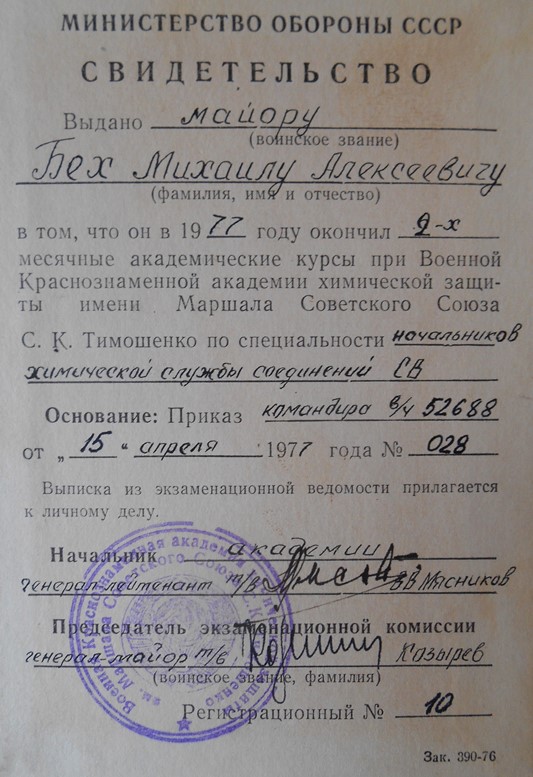 МИНИСТЕРСТВО ОБОРОНЫ СССР
СВИДЕТЕЛЬСТВО
Выдано майору
(воинское звание)
Бех Михаилу Алексеевичу
(фамилия, имя и отчество)
в том, что он в 1977 году окончил 2-х
месячные академические курсы при Военной
Краснознаменной академии химической защи-
ты имени Маршала Советского Союза
С. К. Тимошенко по специальности начальников
химической службы соединений СВ
Основание: Приказ командира в/ч 52688
от „15" апреля 1977 года № 028
Выписка из экзаменационной ведомости прилагается
к личному делу.
Начальник академии
генерал-лейтенант т/в В.В. Мясников
Председатель экзаменационной комиссии
генерал-майор т/в Козырев
(воинское звание, фамилия)
Регистрационный № 10
Зак. 390-76